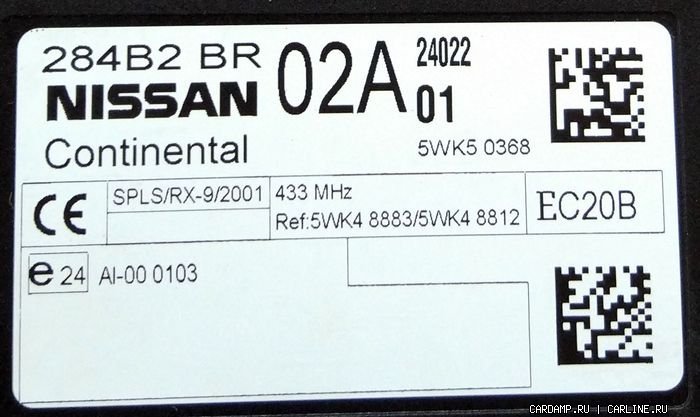 284B2 BR 02A 24022
NISSAN 01
Continental 5WK5 0368
CE SPLS/RX-9/2001 433 MHz EC20B
Ref:5WK4 8883/5WK4 8812
e 24 AI-00 0103
CARDAMP.RU | CARLINE.RU